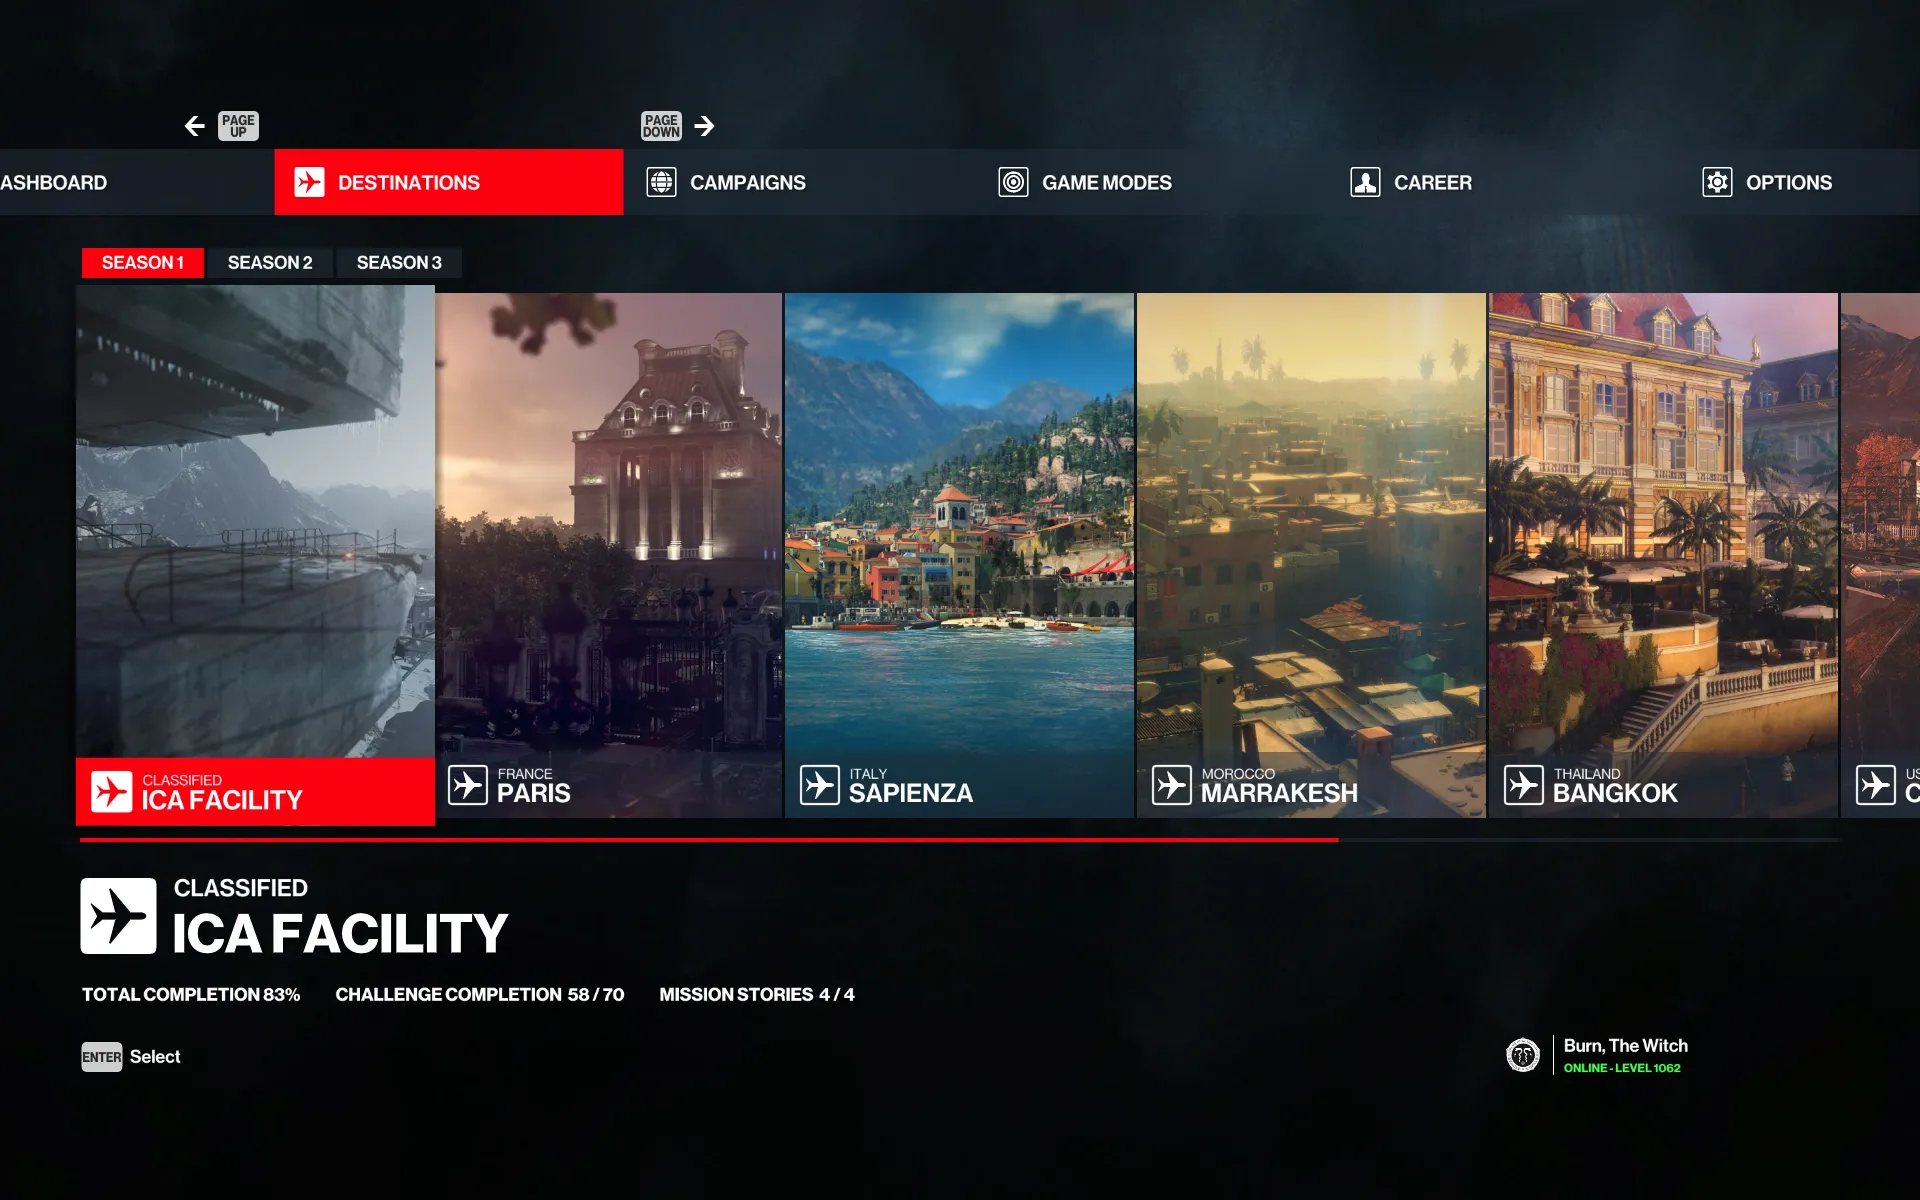 PAGE UP
PAGE DOWN
ASHBOARD
DESTINATIONS
CAMPAIGNS
GAME MODES
CAREER
OPTIONS
SEASON 1
SEASON 2
SEASON 3
CLASSIFIED
ICA FACILITY
FRANCE
PARIS
ITALY
SAPIENZA
MOROCCO
MARRAKESH
THAILAND
BANGKOK
US
C
CLASSIFIED
ICA FACILITY
TOTAL COMPLETION 83%
CHALLENGE COMPLETION 58 / 70
MISSION STORIES 4 / 4
ENTER Select
Burn, The Witch
ONLINE - LEVEL 1062